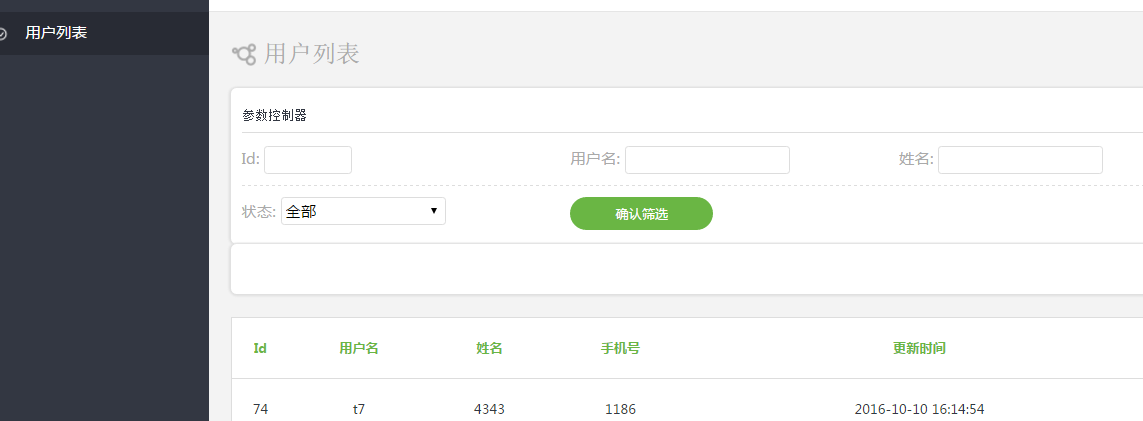 用户列表
用户列表
参数控制器
Id: 用户名: 姓名:
状态: 全部 确认筛选
Id 用户名 姓名 手机号 更新时间
74 t7 4343 1186 2016-10-10 16:14:54